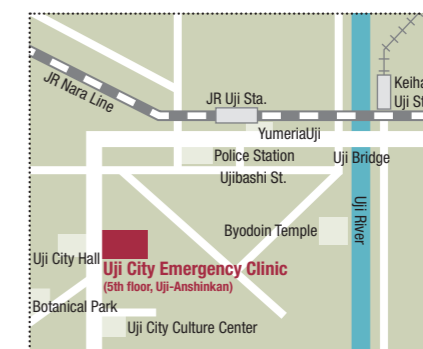 JR Nara Line
JR Uji Sta.
Keiha
Uji St
YumeriaUji
Police Station
Uji Bridge
Ujibashi St.
Uji River
Byodoin Temple
Uji City Hall
Uji City Emergency Clinic
(5th floor, Uji-Anshinkan)
Botanical Park
Uji City Culture Center